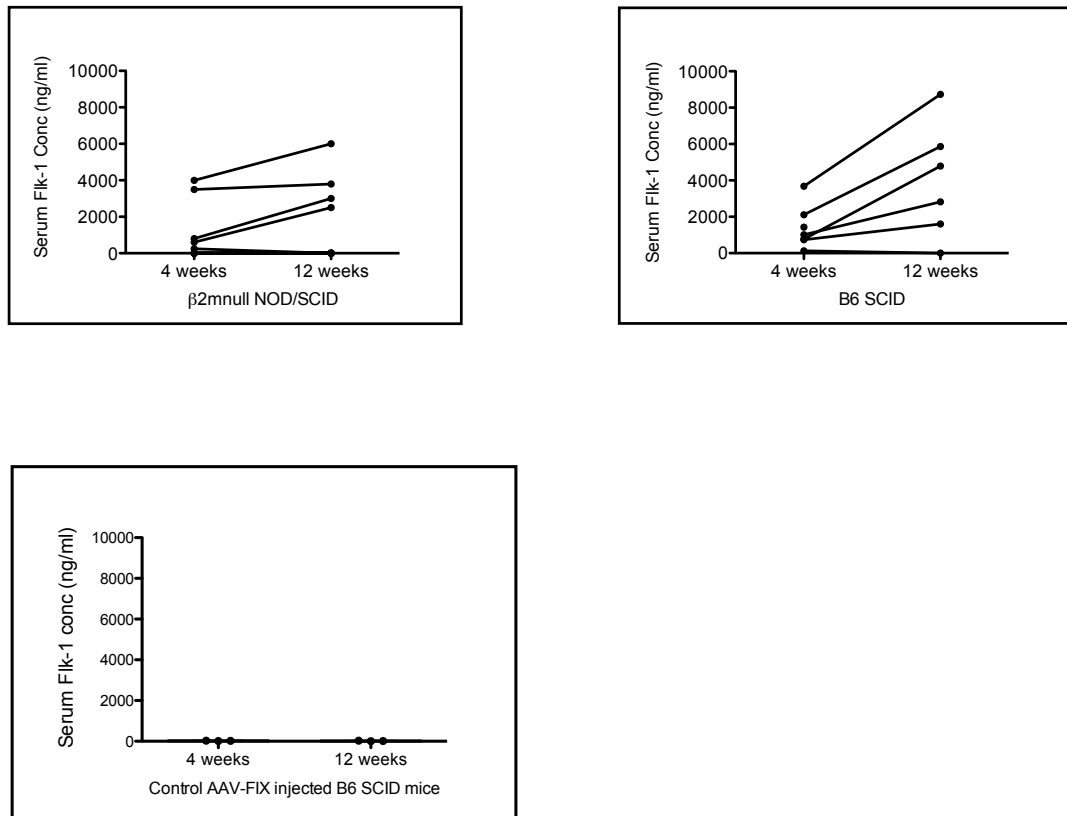 Serum Flk-1 Conc (ng/ml)
10000
8000
6000
4000
2000
0
4 weeks 12 weeks
β2mnull NOD/SCID
Serum Flk-1 Conc (ng/ml)
10000
8000
6000
4000
2000
0
4 weeks 12 weeks
B6 SCID
Serum Flk-1 conc (ng/ml)
10000
8000
6000
4000
2000
0
4 weeks 12 weeks
Control AAV-FIX injected B6 SCID mice